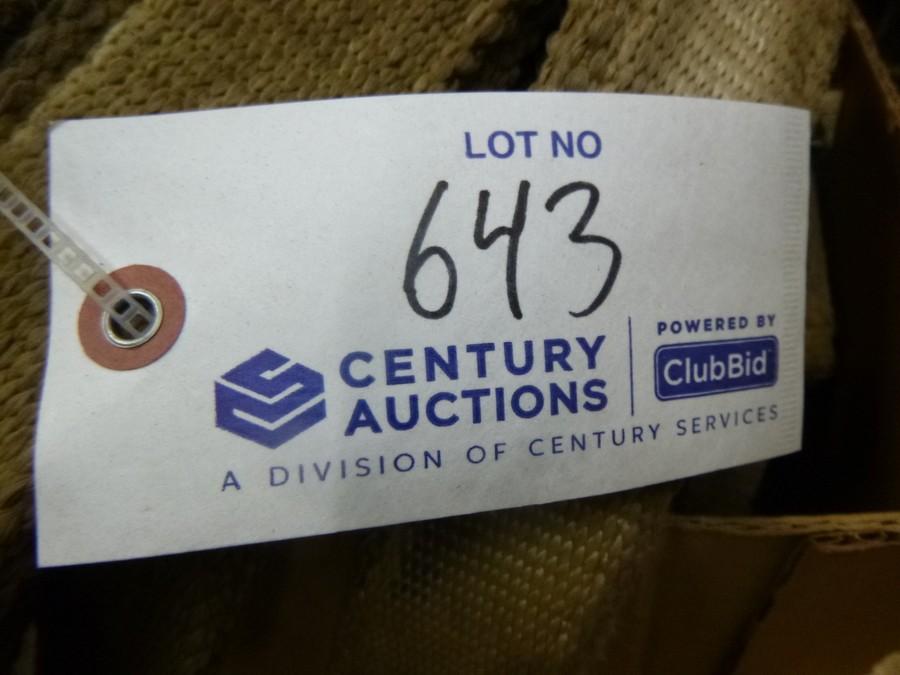 LOT NO
643
CENTURY AUCTIONS
POWERED BY
ClubBid
A DIVISION OF CENTURY SERVICES